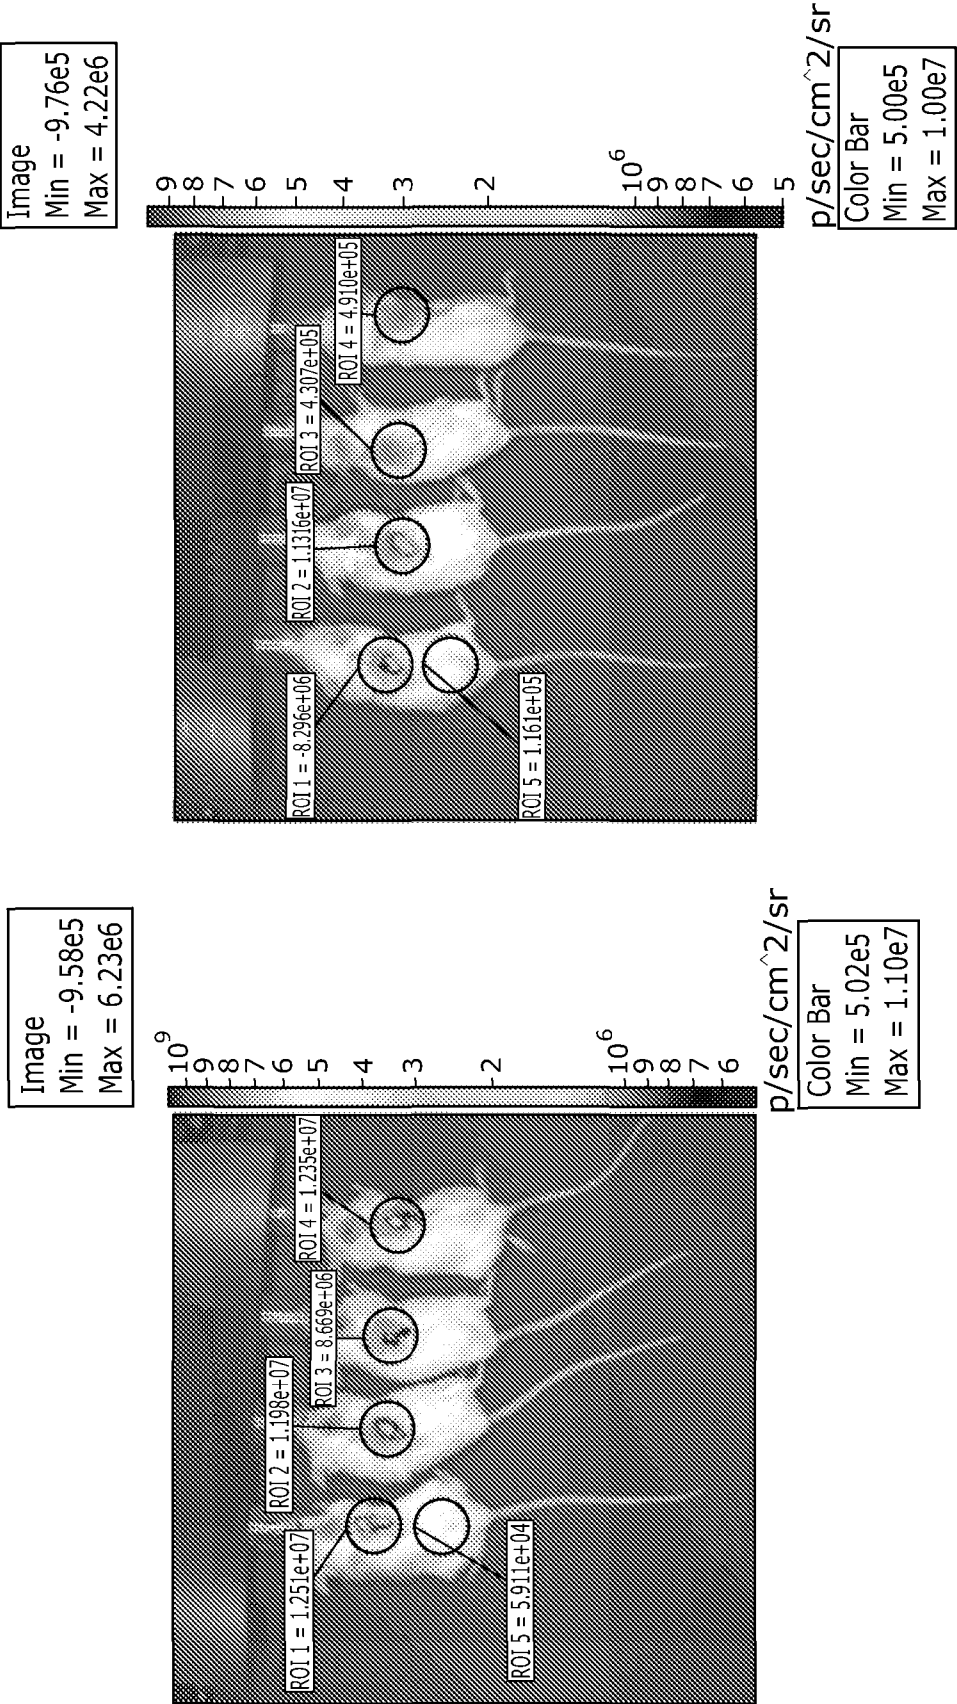 Image
Min = -9.58e5
Max = 6.23e6
ROI 1 = 1.251e+07
ROI 2 = 1.198e+07
ROI 3 = 8.669e+06
ROI 4 = 1.235e+07
ROI 5 = 5.911e+04
10^9
9
8
7
6
5
4
3
2
10^6
9
8
7
6
p/sec/cm^2/sr
Color Bar
Min = 5.02e5
Max = 1.10e7
Image
Min = -9.76e5
Max = 4.22e6
ROI 1 = -8.296e+06
ROI 2 = 1.1316e+07
ROI 3 = 4.307e+05
ROI 4 = 4.910e+05
ROI 5 = 1.161e+05
9
8
7
6
5
4
3
2
10^6
9
8
7
6
5
p/sec/cm^2/sr
Color Bar
Min = 5.00e5
Max = 1.00e7